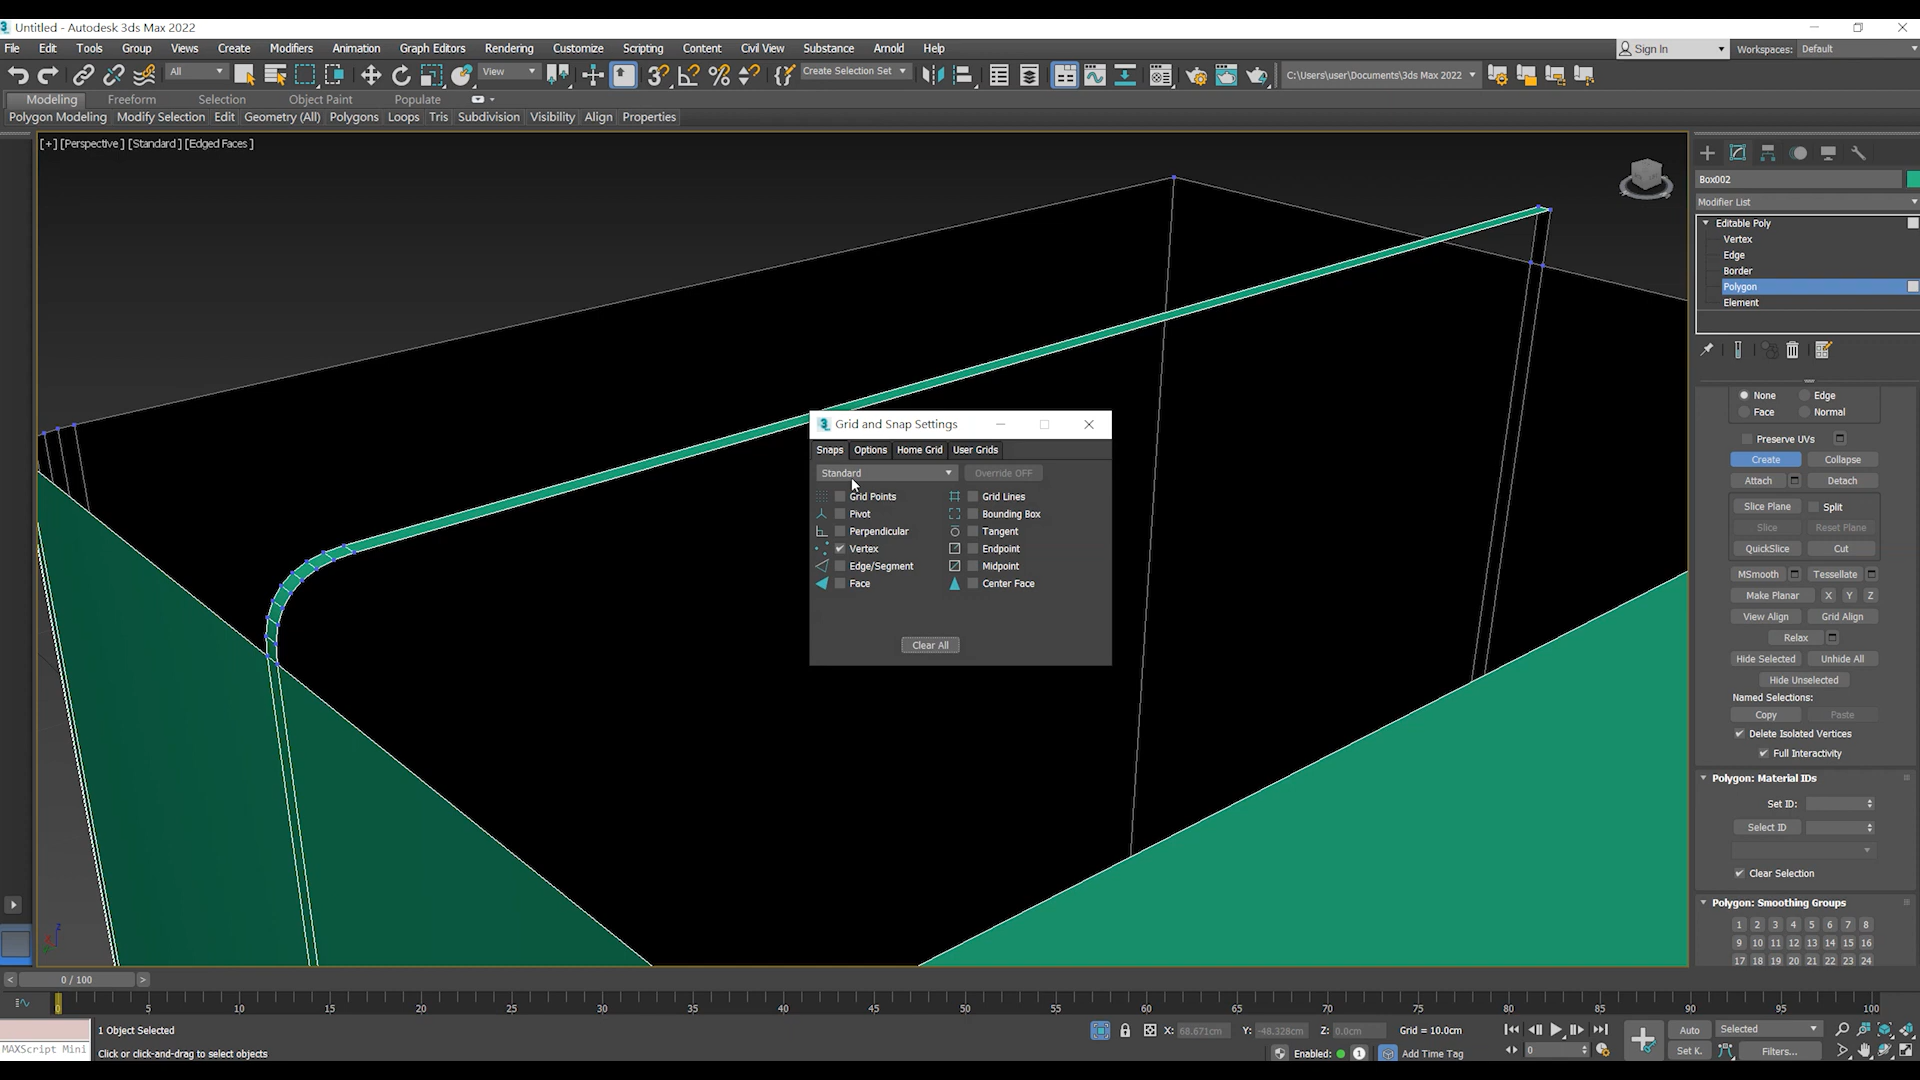 Untitled - Autodesk 3ds Max 2022
File Edit Tools Group Views Create Modifiers Animation Graph Editors Rendering Customize Scripting Content Civil View Substance Arnold Help
Sign In Workspaces: Default
All View Create Selection Set C:\Users\user\Documents\3ds Max 2022
Modeling Freeform Selection Object Paint Populate
Polygon Modeling Modify Selection Edit Geometry (All) Polygons Loops Tris Subdivision Visibility Align Properties
[+] [Perspective ] [Standard ] [Edged Faces ]
Box002
Modifier List
Editable Poly
Vertex
Edge
Border
Polygon
Element
Grid and Snap Settings
Snaps Options Home Grid User Grids
Standard Override OFF
Grid Points Grid Lines
Pivot Bounding Box
Perpendicular Tangent
Vertex Endpoint
Edge/Segment Midpoint
Face Center Face
Clear All
None Edge
Face Normal
Preserve UVs
Create Collapse
Attach Detach
Slice Plane Split
Slice Reset Plane
QuickSlice Cut
MSmooth Tessellate
Make Planar X Y Z
View Align Grid Align
Relax
Hide Selected Unhide All
Hide Unselected
Named Selections:
Copy Paste
Delete Isolated Vertices
Full Interactivity
Polygon: Material IDs
Set ID:
Select ID
Clear Selection
Polygon: Smoothing Groups
1 2 3 4 5 6 7 8
9 10 11 12 13 14 15 16
17 18 19 20 21 22 23 24
< 0 / 100 >
0 5 10 15 20 25 30 35 40 45 50 55 60 65 70 75 80 85 90 95 100
1 Object Selected X: 68.671cm Y: -48.328cm Z: 0.0cm Grid = 10.0cm Auto Selected
MAXScript Mini Click or click-and-drag to select objects Enabled: 1 Add Time Tag 0 Set K. Filters...